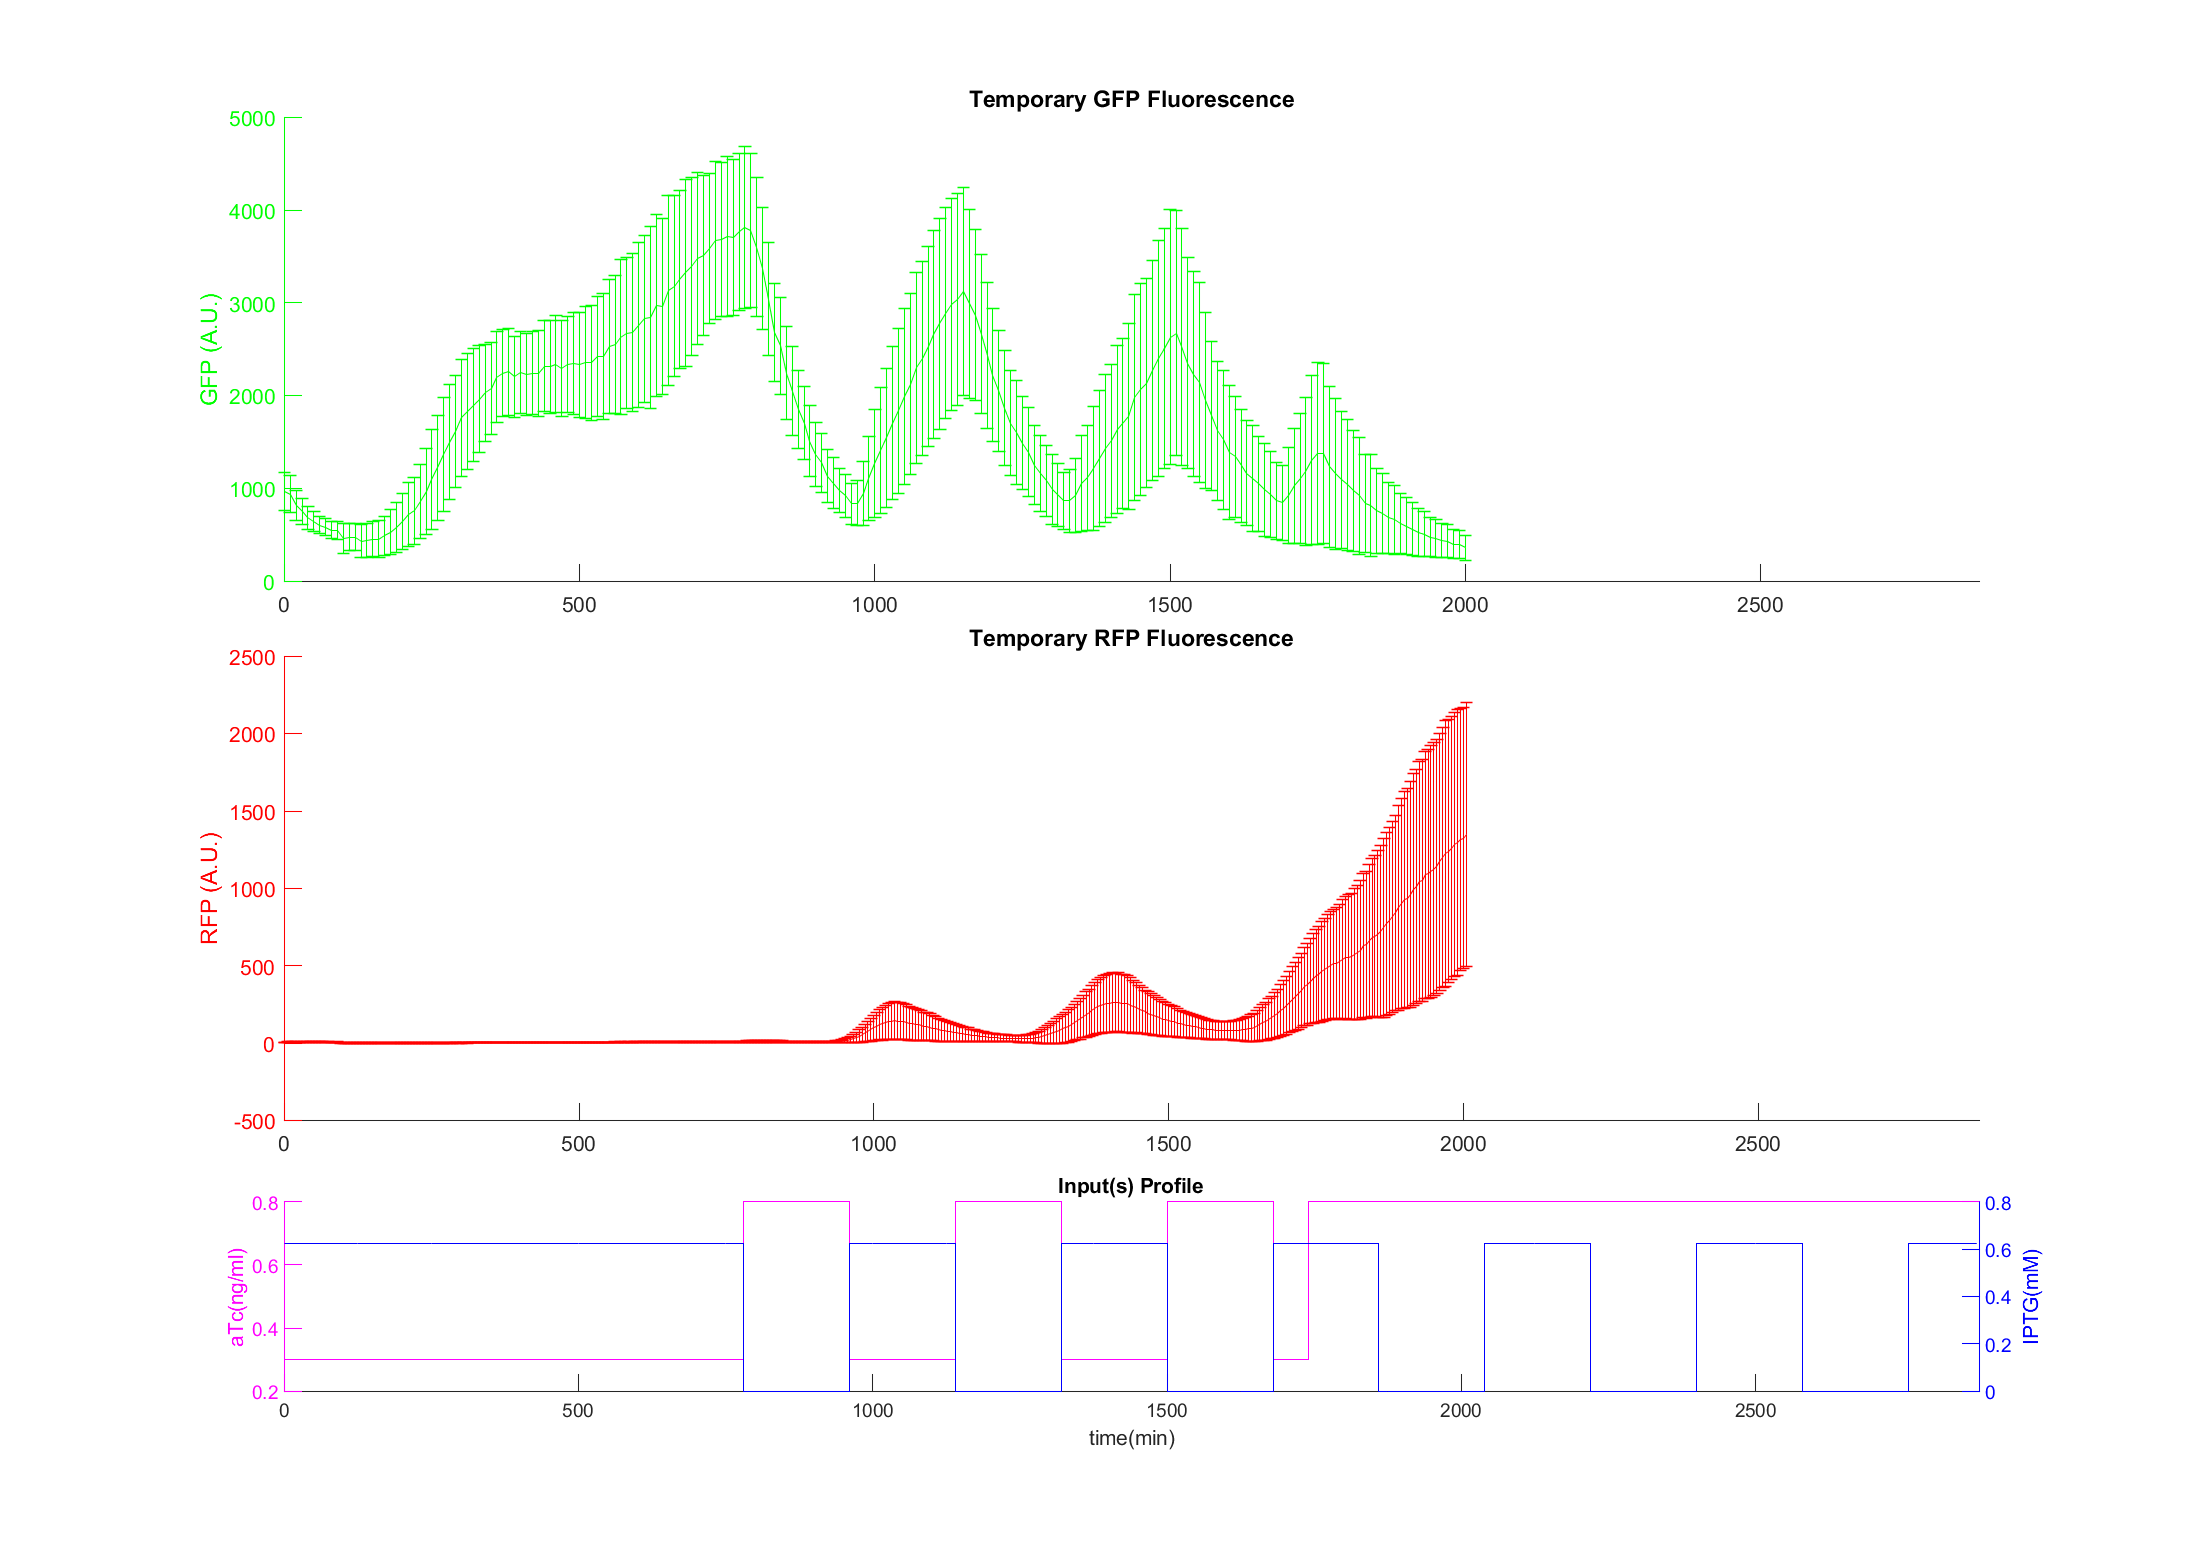 Temporary GFP Fluorescence
5000
4000
3000
2000
1000
0
GFP (A.U.)
0 500 1000 1500 2000 2500
Temporary RFP Fluorescence
2500
2000
1500
1000
500
0
-500
RFP (A.U.)
0 500 1000 1500 2000 2500
Input(s) Profile
0.8
0.6
0.4
0.2
aTc(ng/ml)
0.8
0.6
0.4
0.2
0
IPTG(mM)
0 500 1000 1500 2000 2500
time(min)